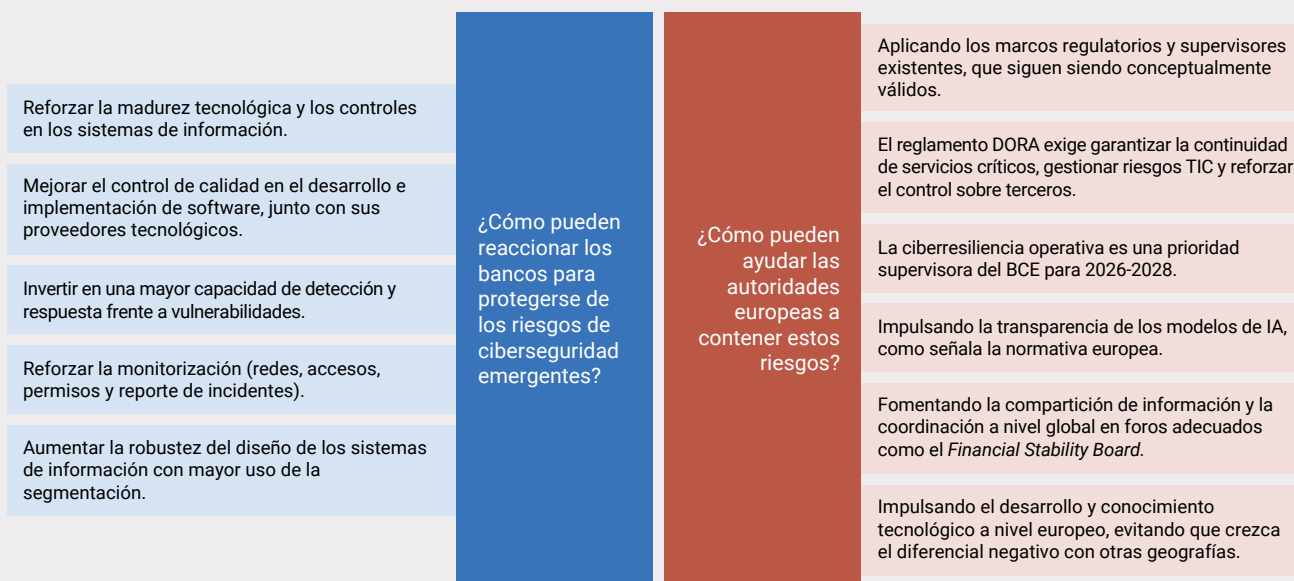 Reforzar la madurez tecnológica y los controles
en los sistemas de información.
Mejorar el control de calidad en el desarrollo e
implementación de software, junto con sus
proveedores tecnológicos.
Invertir en una mayor capacidad de detección y
respuesta frente a vulnerabilidades.
Reforzar la monitorización (redes, accesos,
permisos y reporte de incidentes).
Aumentar la robustez del diseño de los sistemas
de información con mayor uso de la
segmentación.
¿Cómo pueden
reaccionar los
bancos para
protegerse de
los riesgos de
ciberseguridad
emergentes?
¿Cómo pueden
ayudar las
autoridades
europeas a
contener estos
riesgos?
Aplicando los marcos regulatorios y supervisores
existentes, que siguen siendo conceptualmente
válidos.
El reglamento DORA exige garantizar la continuidad
de servicios críticos, gestionar riesgos TIC y reforzar
el control sobre terceros.
La ciberresiliencia operativa es una prioridad
supervisora del BCE para 2026-2028.
Impulsando la transparencia de los modelos de IA,
como señala la normativa europea.
Fomentando la compartición de información y la
coordinación a nivel global en foros adecuados
como el Financial Stability Board.
Impulsando el desarrollo y conocimiento
tecnológico a nivel europeo, evitando que crezca
el diferencial negativo con otras geografías.